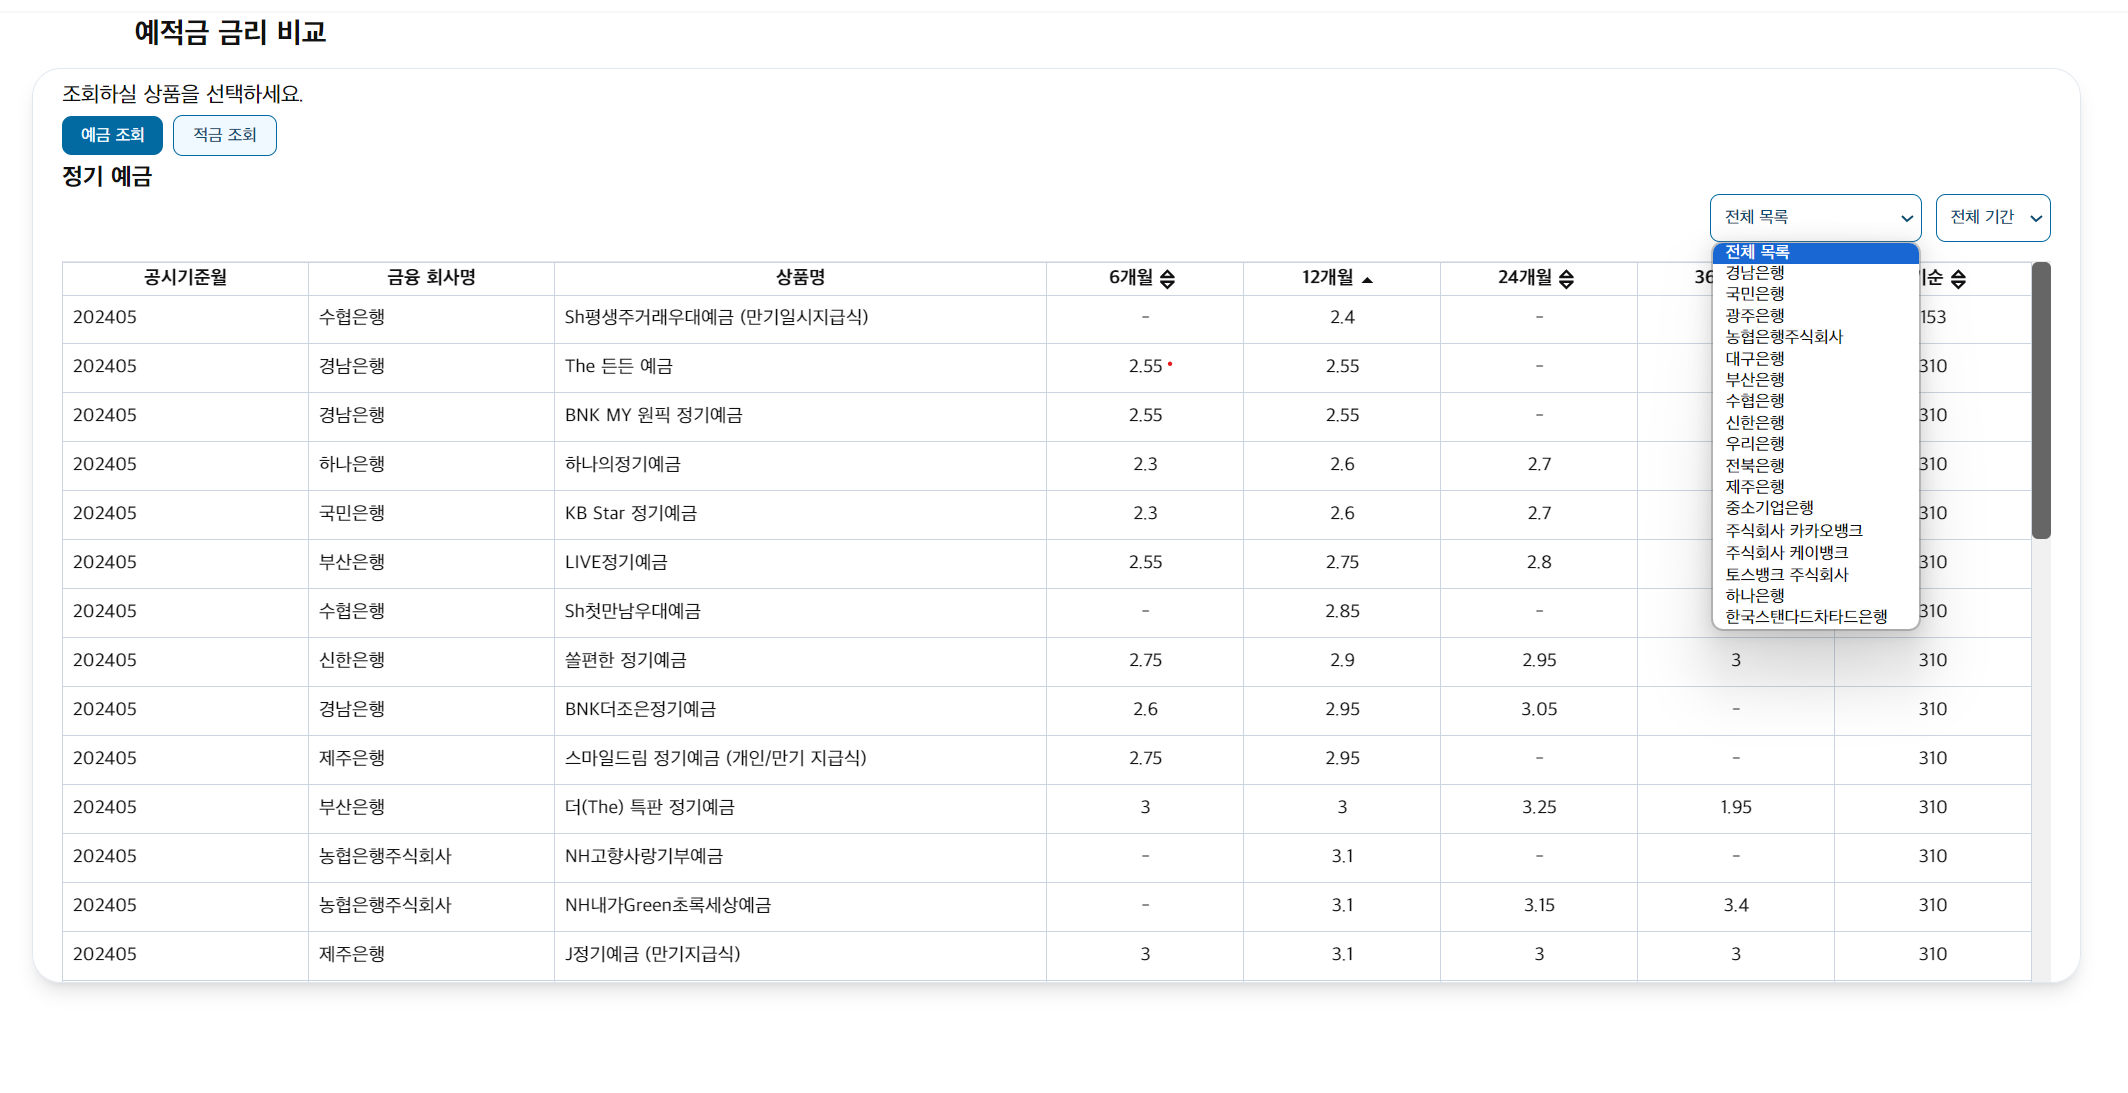 예적금 금리 비교
조회하실 상품을 선택하세요.
예금 조회 적금 조회
정기 예금
전체 목록 전체 기간
전체 목록
경남은행
국민은행
광주은행
농협은행주식회사
대구은행
부산은행
수협은행
신한은행
우리은행
전북은행
제주은행
중소기업은행
주식회사 카카오뱅크
주식회사 케이뱅크
토스뱅크 주식회사
하나은행
한국스탠다드차타드은행
공시기준월 금융 회사명 상품명 6개월 12개월 24개월 36
202405 수협은행 Sh평생주거래우대예금 (만기일시지급식) - 2.4 - 153
202405 경남은행 The 든든 예금 2.55 2.55 - 310
202405 경남은행 BNK MY 원픽 정기예금 2.55 2.55 - 310
202405 하나은행 하나의정기예금 2.3 2.6 2.7 310
202405 국민은행 KB Star 정기예금 2.3 2.6 2.7 310
202405 부산은행 LIVE정기예금 2.55 2.75 2.8 310
202405 수협은행 Sh첫만남우대예금 - 2.85 - 310
202405 신한은행 쏠편한 정기예금 2.75 2.9 2.95 3 310
202405 경남은행 BNK더조은정기예금 2.6 2.95 3.05 - 310
202405 제주은행 스마일드림 정기예금 (개인/만기 지급식) 2.75 2.95 - - 310
202405 부산은행 더(The) 특판 정기예금 3 3 3.25 1.95 310
202405 농협은행주식회사 NH고향사랑기부예금 - 3.1 - - 310
202405 농협은행주식회사 NH내가Green초록세상예금 - 3.1 3.15 3.4 310
202405 제주은행 J정기예금 (만기지급식) 3 3.1 3 3 310